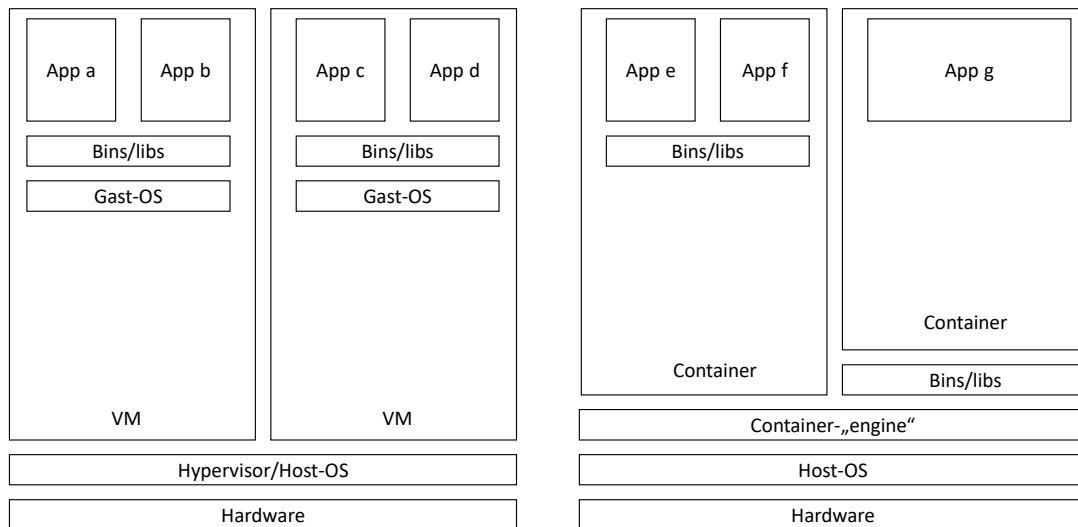 App a
App b
Bins/libs
Gast-OS
VM
App c
App d
Bins/libs
Gast-OS
VM
Hypervisor/Host-OS
Hardware
App e
App f
Bins/libs
Container
App g
Container
Bins/libs
Container-„engine“
Host-OS
Hardware